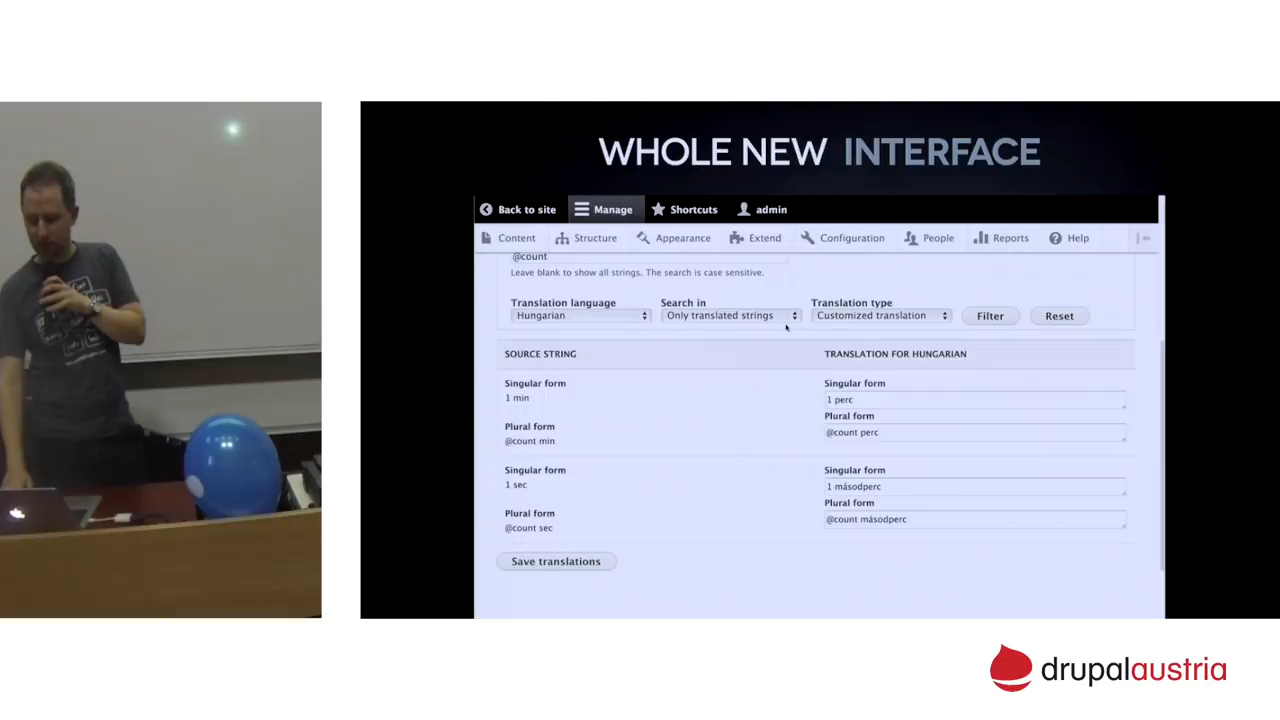 WHOLE NEW INTERFACE
Back to site Manage Shortcuts admin
Content Structure Appearance Extend Configuration People Reports Help
@count
Leave blank to show all strings. The search is case sensitive.
Translation language Search in Translation type
Hungarian Only translated strings Customized translation Filter Reset
SOURCE STRING TRANSLATION FOR HUNGARIAN
Singular form Singular form
1 min 1 perc
Plural form Plural form
@count min @count perc
Singular form Singular form
1 sec 1 másodperc
Plural form Plural form
@count sec @count másodperc
Save translations
drupalaustria